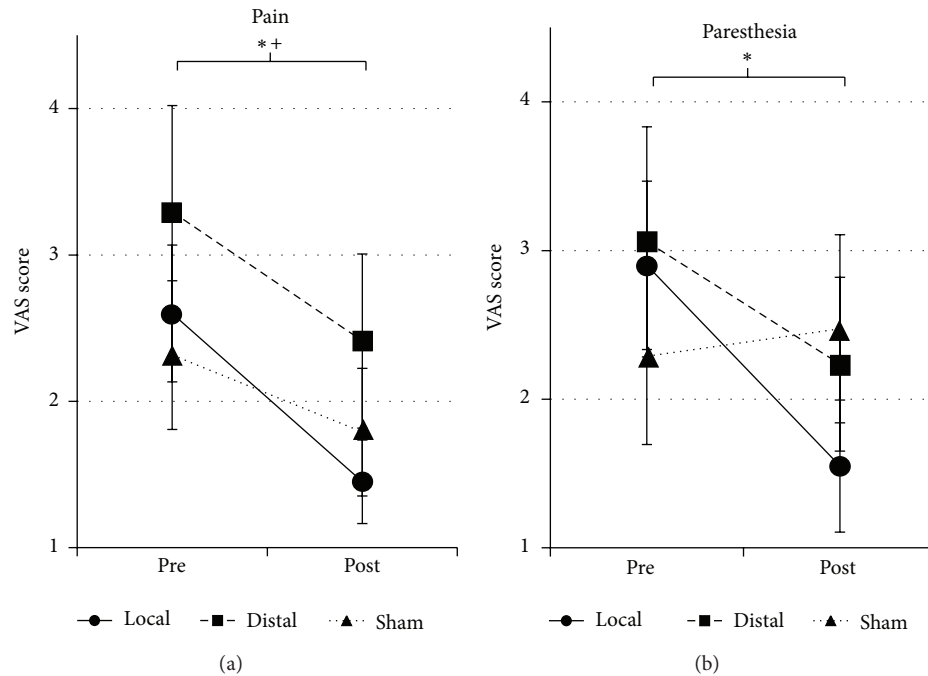 Pain
* +
4
3
2
1
VAS score
Pre Post
Local Distal Sham
(a)
Paresthesia
*
4
3
2
1
VAS score
Pre Post
Local Distal Sham
(b)